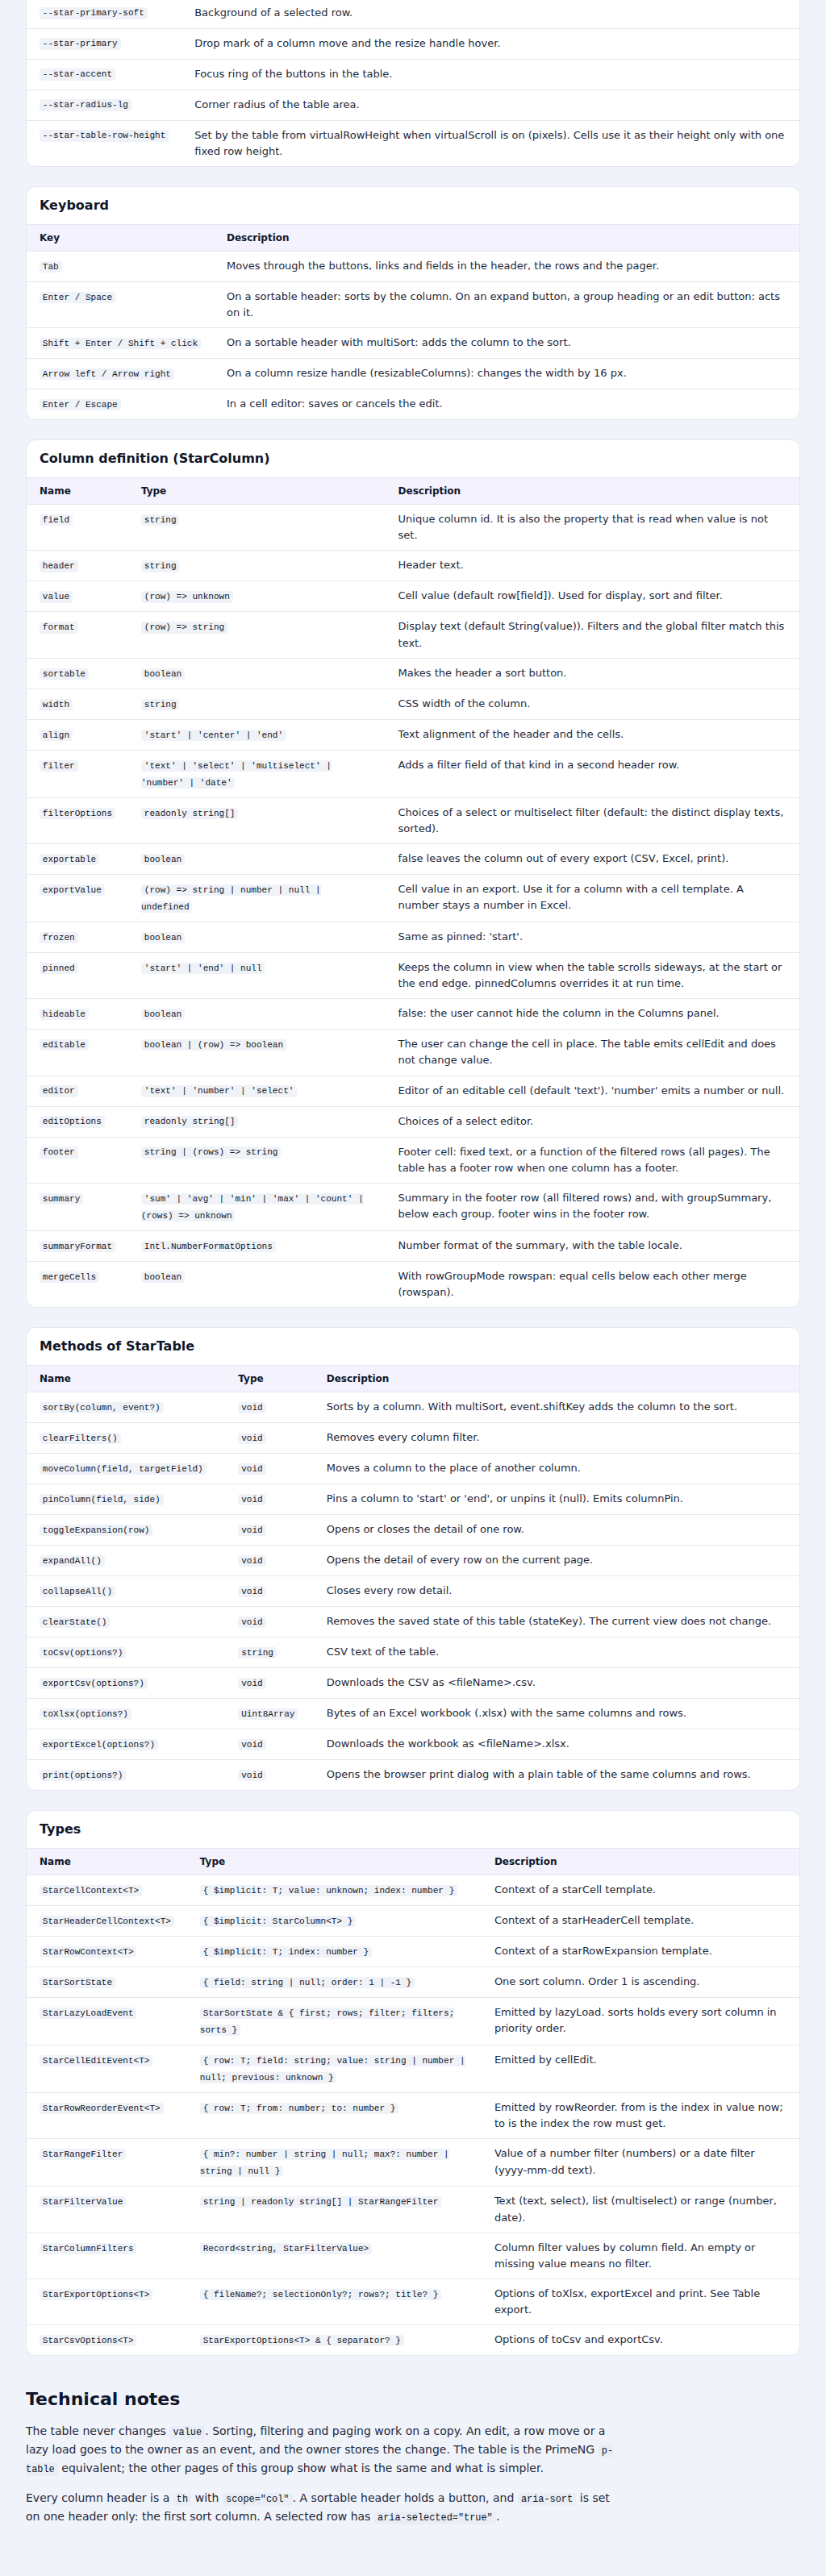 --star-primary-soft Background of a selected row.
--star-primary Drop mark of a column move and the resize handle hover.
--star-accent Focus ring of the buttons in the table.
--star-radius-lg Corner radius of the table area.
--star-table-row-height Set by the table from virtualRowHeight when virtualScroll is on (pixels). Cells use it as their height only with one
fixed row height.
Keyboard
Key Description
Tab Moves through the buttons, links and fields in the header, the rows and the pager.
Enter / Space On a sortable header: sorts by the column. On an expand button, a group heading or an edit button: acts
on it.
Shift + Enter / Shift + click On a sortable header with multiSort: adds the column to the sort.
Arrow left / Arrow right On a column resize handle (resizableColumns): changes the width by 16 px.
Enter / Escape In a cell editor: saves or cancels the edit.
Column definition (StarColumn)
Name Type Description
field string Unique column id. It is also the property that is read when value is not
set.
header string Header text.
value (row) => unknown Cell value (default row[field]). Used for display, sort and filter.
format (row) => string Display text (default String(value)). Filters and the global filter match this
text.
sortable boolean Makes the header a sort button.
width string CSS width of the column.
align 'start' | 'center' | 'end' Text alignment of the header and the cells.
filter 'text' | 'select' | 'multiselect' | Adds a filter field of that kind in a second header row.
'number' | 'date'
filterOptions readonly string[] Choices of a select or multiselect filter (default: the distinct display texts,
sorted).
exportable boolean false leaves the column out of every export (CSV, Excel, print).
exportValue (row) => string | number | null | Cell value in an export. Use it for a column with a cell template. A
undefined number stays a number in Excel.
frozen boolean Same as pinned: 'start'.
pinned 'start' | 'end' | null Keeps the column in view when the table scrolls sideways, at the start or
the end edge. pinnedColumns overrides it at run time.
hideable boolean false: the user cannot hide the column in the Columns panel.
editable boolean | (row) => boolean The user can change the cell in place. The table emits cellEdit and does
not change value.
editor 'text' | 'number' | 'select' Editor of an editable cell (default 'text'). 'number' emits a number or null.
editOptions readonly string[] Choices of a select editor.
footer string | (rows) => string Footer cell: fixed text, or a function of the filtered rows (all pages). The
table has a footer row when one column has a footer.
summary 'sum' | 'avg' | 'min' | 'max' | 'count' | Summary in the footer row (all filtered rows) and, with groupSummary,
(rows) => unknown below each group. footer wins in the footer row.
summaryFormat Intl.NumberFormatOptions Number format of the summary, with the table locale.
mergeCells boolean With rowGroupMode rowspan: equal cells below each other merge
(rowspan).
Methods of StarTable
Name Type Description
sortBy(column, event?) void Sorts by a column. With multiSort, event.shiftKey adds the column to the sort.
clearFilters() void Removes every column filter.
moveColumn(field, targetField) void Moves a column to the place of another column.
pinColumn(field, side) void Pins a column to 'start' or 'end', or unpins it (null). Emits columnPin.
toggleExpansion(row) void Opens or closes the detail of one row.
expandAll() void Opens the detail of every row on the current page.
collapseAll() void Closes every row detail.
clearState() void Removes the saved state of this table (stateKey). The current view does not change.
toCsv(options?) string CSV text of the table.
exportCsv(options?) void Downloads the CSV as <fileName>.csv.
toXlsx(options?) Uint8Array Bytes of an Excel workbook (.xlsx) with the same columns and rows.
exportExcel(options?) void Downloads the workbook as <fileName>.xlsx.
print(options?) void Opens the browser print dialog with a plain table of the same columns and rows.
Types
Name Type Description
StarCellContext<T> { $implicit: T; value: unknown; index: number } Context of a starCell template.
StarHeaderCellContext<T> { $implicit: StarColumn<T> } Context of a starHeaderCell template.
StarRowContext<T> { $implicit: T; index: number } Context of a starRowExpansion template.
StarSortState { field: string | null; order: 1 | -1 } One sort column. Order 1 is ascending.
StarLazyLoadEvent StarSortState & { first; rows; filter; filters; Emitted by lazyLoad. sorts holds every sort column in
sorts } priority order.
StarCellEditEvent<T> { row: T; field: string; value: string | number | Emitted by cellEdit.
null; previous: unknown }
StarRowReorderEvent<T> { row: T; from: number; to: number } Emitted by rowReorder. from is the index in value now;
to is the index the row must get.
StarRangeFilter { min?: number | string | null; max?: number | Value of a number filter (numbers) or a date filter
string | null } (yyyy-mm-dd text).
StarFilterValue string | readonly string[] | StarRangeFilter Text (text, select), list (multiselect) or range (number,
date).
StarColumnFilters Record<string, StarFilterValue> Column filter values by column field. An empty or
missing value means no filter.
StarExportOptions<T> { fileName?; selectionOnly?; rows?; title? } Options of toXlsx, exportExcel and print. See Table
export.
StarCsvOptions<T> StarExportOptions<T> & { separator? } Options of toCsv and exportCsv.
Technical notes
The table never changes value. Sorting, filtering and paging work on a copy. An edit, a row move or a
lazy load goes to the owner as an event, and the owner stores the change. The table is the PrimeNG p-
table equivalent; the other pages of this group show what is the same and what is simpler.
Every column header is a th with scope="col". A sortable header holds a button, and aria-sort is set
on one header only: the first sort column. A selected row has aria-selected="true".